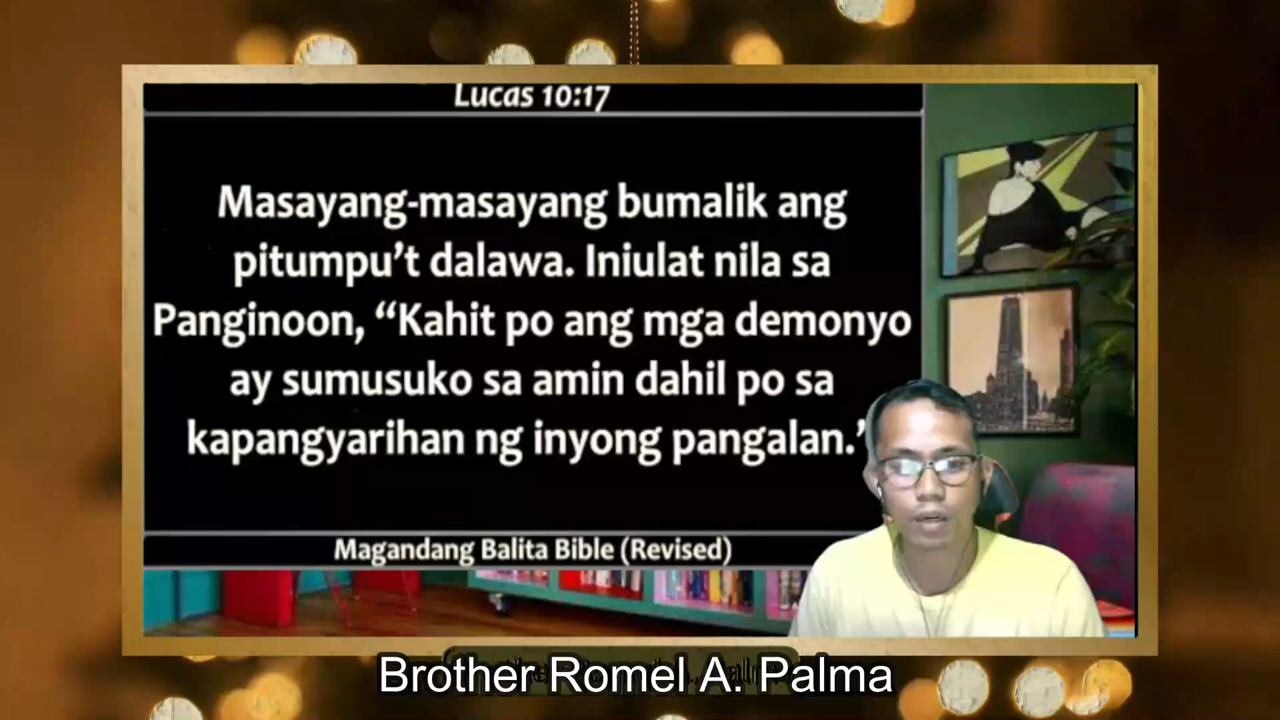 Lucas 10:17
Masayang-masayang bumalik ang
pitumpu’t dalawa. Iniulat nila sa
Panginoon, “Kahit po ang mga demonyo
ay sumusuko sa amin dahil po sa
kapangyarihan ng inyong pangalan.’
Magandang Balita Bible (Revised)
Brother Romel A. Palma